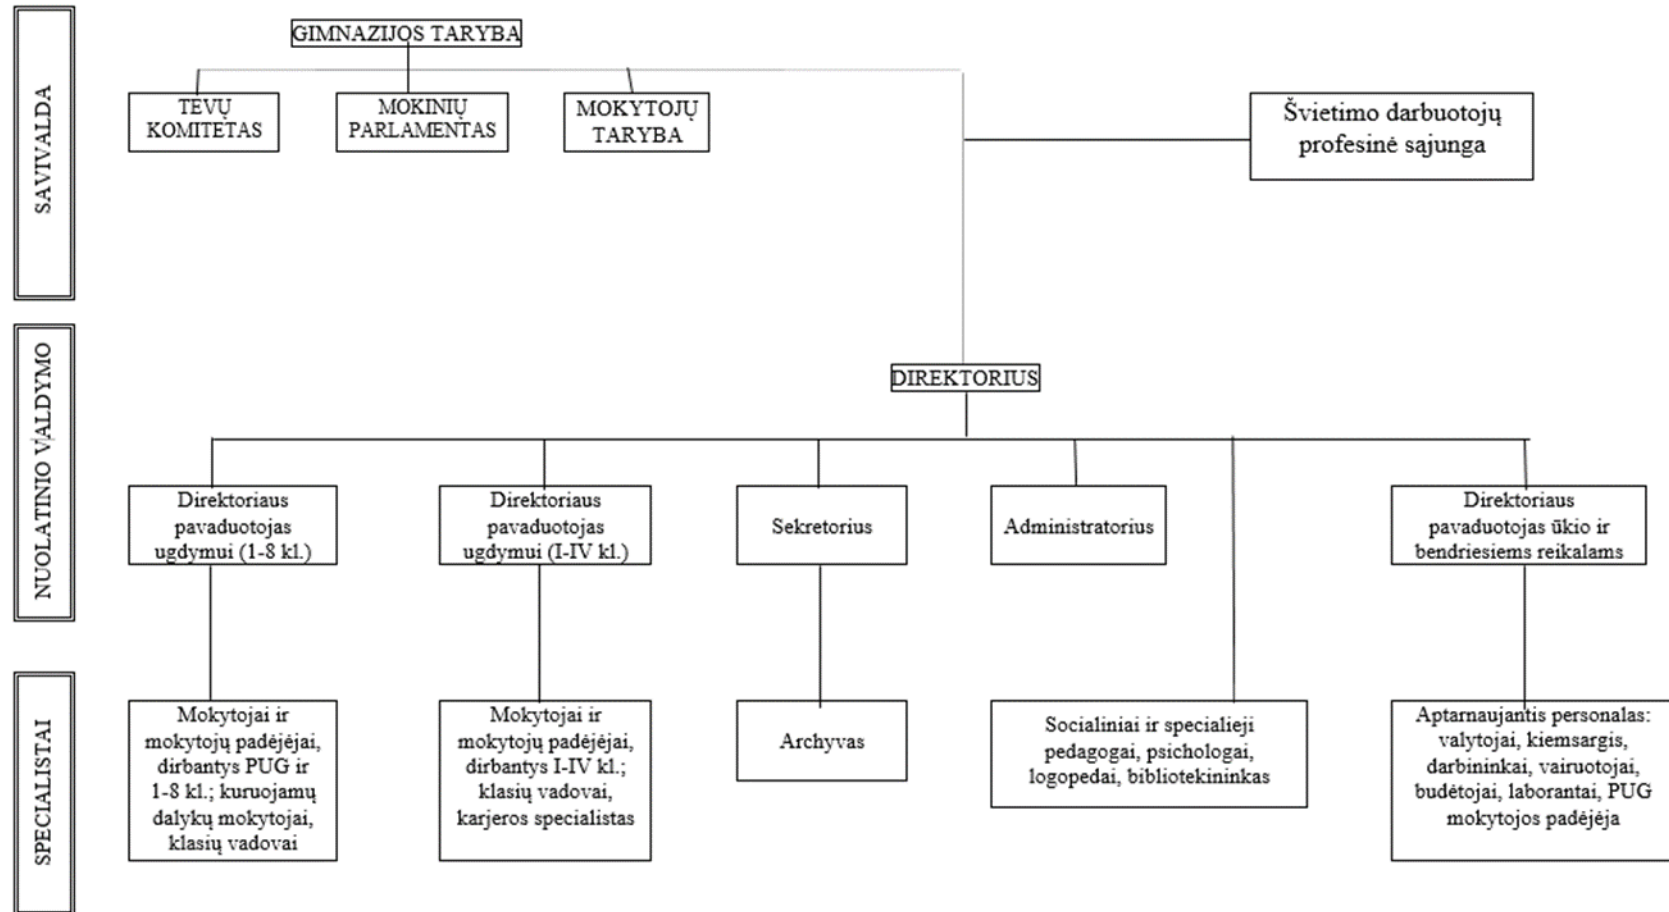 SAVIVALDA
GIMNAZIJOS TARYBA
TEVŲ
KOMITETAS
MOKINIŲ
PARLAMENTAS
MOKYTOJŲ
TARYBA
Švietimo darbuotojų
profesinė sąjunga
NUOLATINIO VALDYMO
DIREKTORIUS
Direktoriaus
pavaduotojas
ugdymui (1-8 kl.)
Direktoriaus
pavaduotojas
ugdymui (I-IV kl.)
Sekretorius
Administratorius
Direktoriaus
pavaduotojas ūkio ir
bendriesiems reikalams
SPECIALISTAI
Mokytojai ir
mokytojų padėjėjai,
dirbantys PUG ir
1-8 kl.; kuruojamų
dalykų mokytojai,
klasių vadovai
Mokytojai ir
mokytojų padėjėjai,
dirbantys I-IV kl.;
klasių vadovai,
karjeros specialistas
Archyvas
Socialiniai ir specialieji
pedagogai, psichologai,
logopedai, bibliotekininkas
Aptarnaujantis personalas:
valytojai, kiemsargis,
darbininkai, vairuotojai,
budėtojai, laborantai, PUG
mokytojos padėjėja